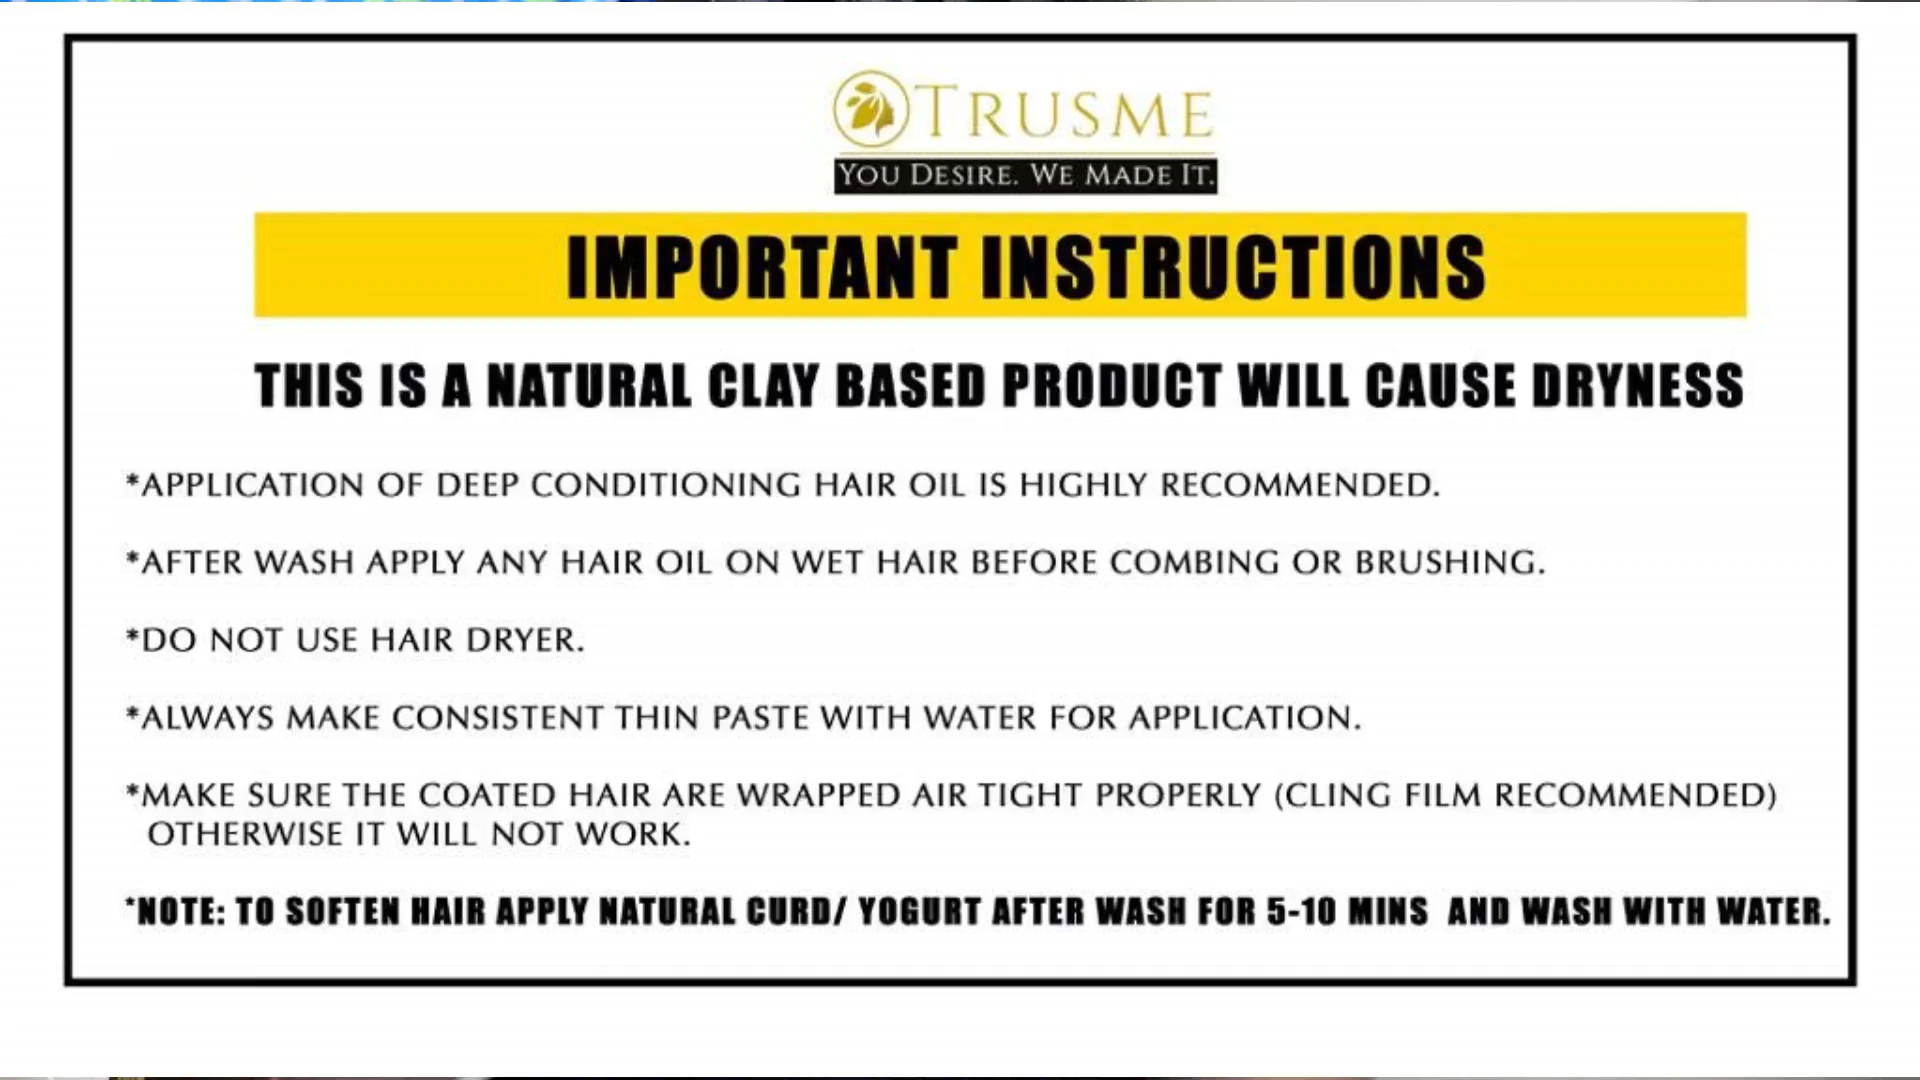 TRUSME
YOU DESIRE. WE MADE IT.
IMPORTANT INSTRUCTIONS
THIS IS A NATURAL CLAY BASED PRODUCT WILL CAUSE DRYNESS
*APPLICATION OF DEEP CONDITIONING HAIR OIL IS HIGHLY RECOMMENDED.
*AFTER WASH APPLY ANY HAIR OIL ON WET HAIR BEFORE COMBING OR BRUSHING.
*DO NOT USE HAIR DRYER.
*ALWAYS MAKE CONSISTENT THIN PASTE WITH WATER FOR APPLICATION.
*MAKE SURE THE COATED HAIR ARE WRAPPED AIR TIGHT PROPERLY (CLING FILM RECOMMENDED)
OTHERWISE IT WILL NOT WORK.
*NOTE: TO SOFTEN HAIR APPLY NATURAL CURD/ YOGURT AFTER WASH FOR 5-10 MINS AND WASH WITH WATER.